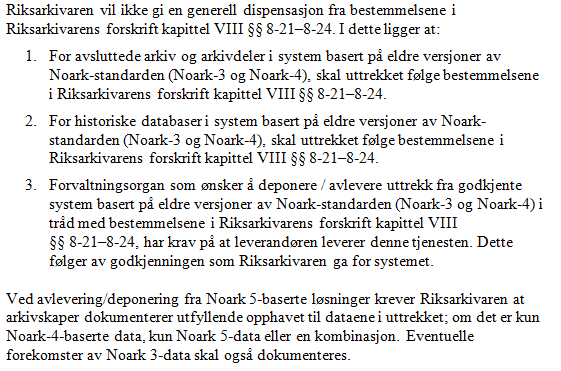 Riksarkivaren vil ikke gi en generell dispensasjon fra bestemmelsene i
Riksarkivarens forskrift kapittel VIII §§ 8-21–8-24. I dette ligger at:
1. For avsluttede arkiv og arkivdeler i system basert på eldre versjoner av
Noark-standarden (Noark-3 og Noark-4), skal uttrekket følge bestemmelsene
i Riksarkivarens forskrift kapittel VIII §§ 8-21–8-24.
2. For historiske databaser i system basert på eldre versjoner av Noark-
standarden (Noark-3 og Noark-4), skal uttrekket følge bestemmelsene i
Riksarkivarens forskrift kapittel VIII §§ 8-21–8-24.
3. Forvaltningsorgan som ønsker å deponere / avlevere uttrekk fra godkjente
system basert på eldre versjoner av Noark-standarden (Noark-3 og Noark-4) i
tråd med bestemmelsene i Riksarkivarens forskrift kapittel VIII
§§ 8-21–8-24, har krav på at leverandøren leverer denne tjenesten. Dette
følger av godkjenningen som Riksarkivaren ga for systemet.
Ved avlevering/deponering fra Noark 5-baserte løsninger krever Riksarkivaren at
arkivskaper dokumenterer utfyllende opphavet til dataene i uttrekket; om det er kun
Noark-4-baserte data, kun Noark 5-data eller en kombinasjon. Eventuelle
forekomster av Noark 3-data skal også dokumenteres.